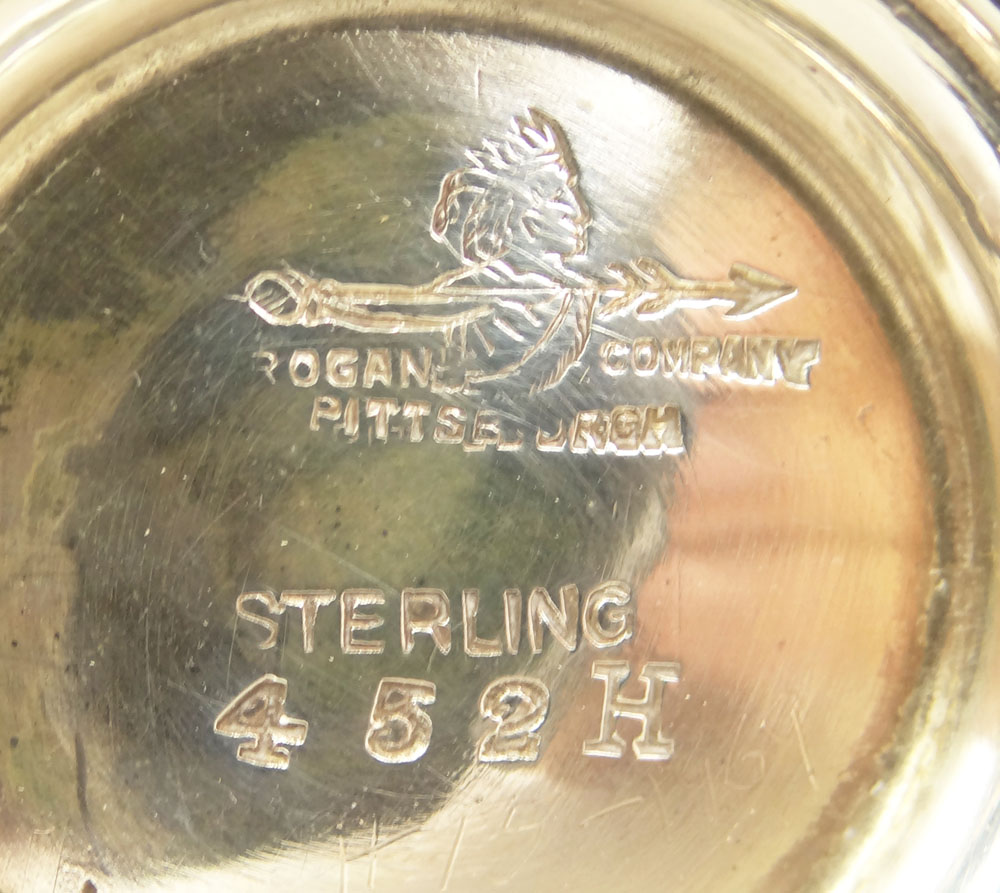 ROGAN COMPANY
PITTSBURGH
STERLING
452H